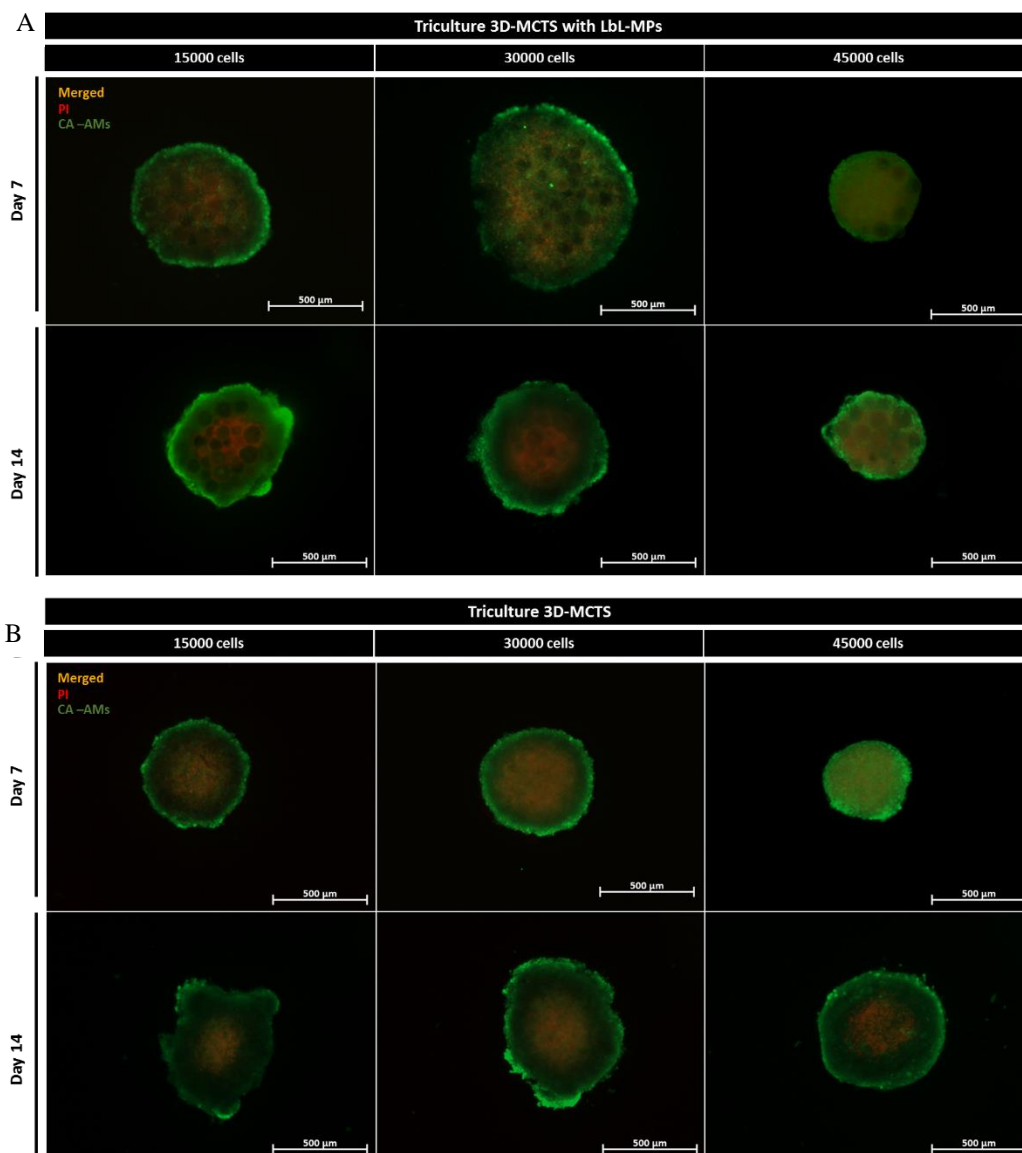 A
Triculture 3D-MCTS with LbL-MPs
15000 cells 30000 cells 45000 cells
Merged
PI
CA –AMs
Day 7
500 µm 500 µm 500 µm
Day 14
500 µm 500 µm 500 µm
B
Triculture 3D-MCTS
15000 cells 30000 cells 45000 cells
Merged
PI
CA –AMs
Day 7
500 µm 500 µm 500 µm
Day 14
500 µm 500 µm 500 µm